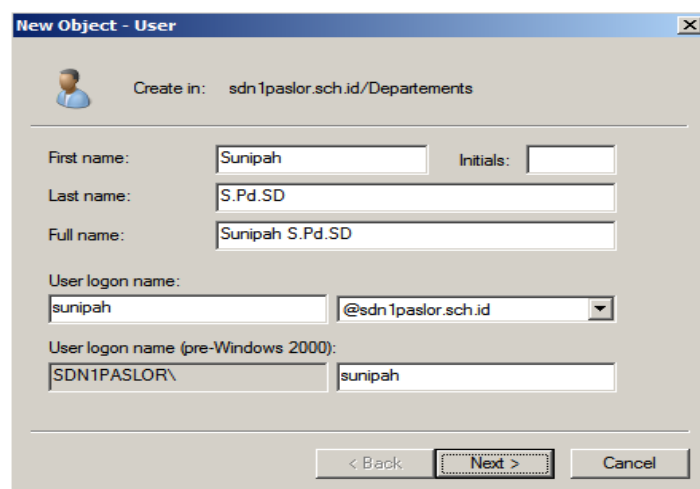 New Object - User
Create in: sdn1paslor.sch.id/Departements
First name: Sunipah Initials:
Last name: S.Pd.SD
Full name: Sunipah S.Pd.SD
User logon name:
sunipah @sdn1paslor.sch.id
User logon name (pre-Windows 2000):
SDN1PASLOR\ sunipah
< Back Next > Cancel